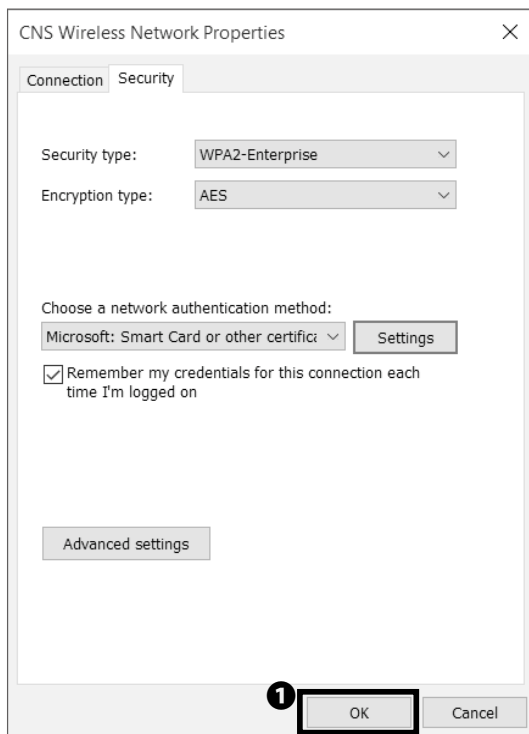 CNS Wireless Network Properties
Connection Security
Security type: WPA2-Enterprise
Encryption type: AES
Choose a network authentication method:
Microsoft: Smart Card or other certifica Settings
Remember my credentials for this connection each
time I'm logged on
Advanced settings
1
OK Cancel